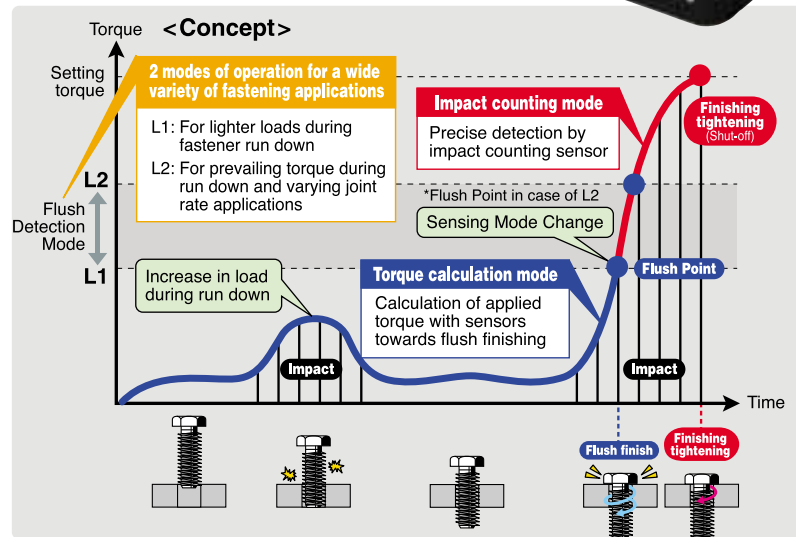 Torque
<Concept>
Setting
torque
2 modes of operation for a wide
variety of fastening applications
L1: For lighter loads during
fastener run down
L2: For prevailing torque during
run down and varying joint
rate applications
Impact counting mode
Precise detection by
impact counting sensor
Finishing
tightening
(Shut-off)
L2
Flush
Detection
Mode
L1
*Flush Point in case of L2
Sensing Mode Change
Flush Point
Increase in load
during run down
Torque calculation mode
Calculation of applied
torque with sensors
towards flush finishing
Impact
Impact
Time
Flush finish
Finishing
tightening